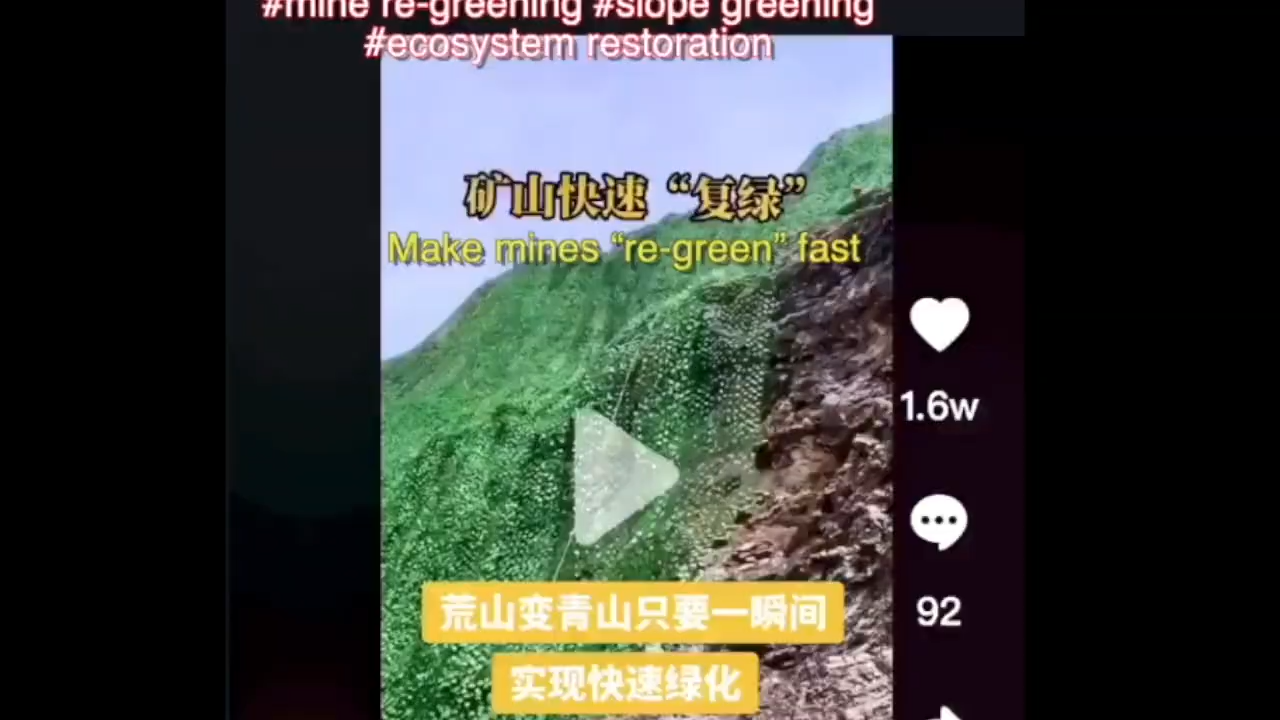 #mine re-greening #slope greening
#ecosystem restoration
矿山快速“复绿”
Make mines “re-green” fast
1.6w
92
荒山变青山只要一瞬间
实现快速绿化